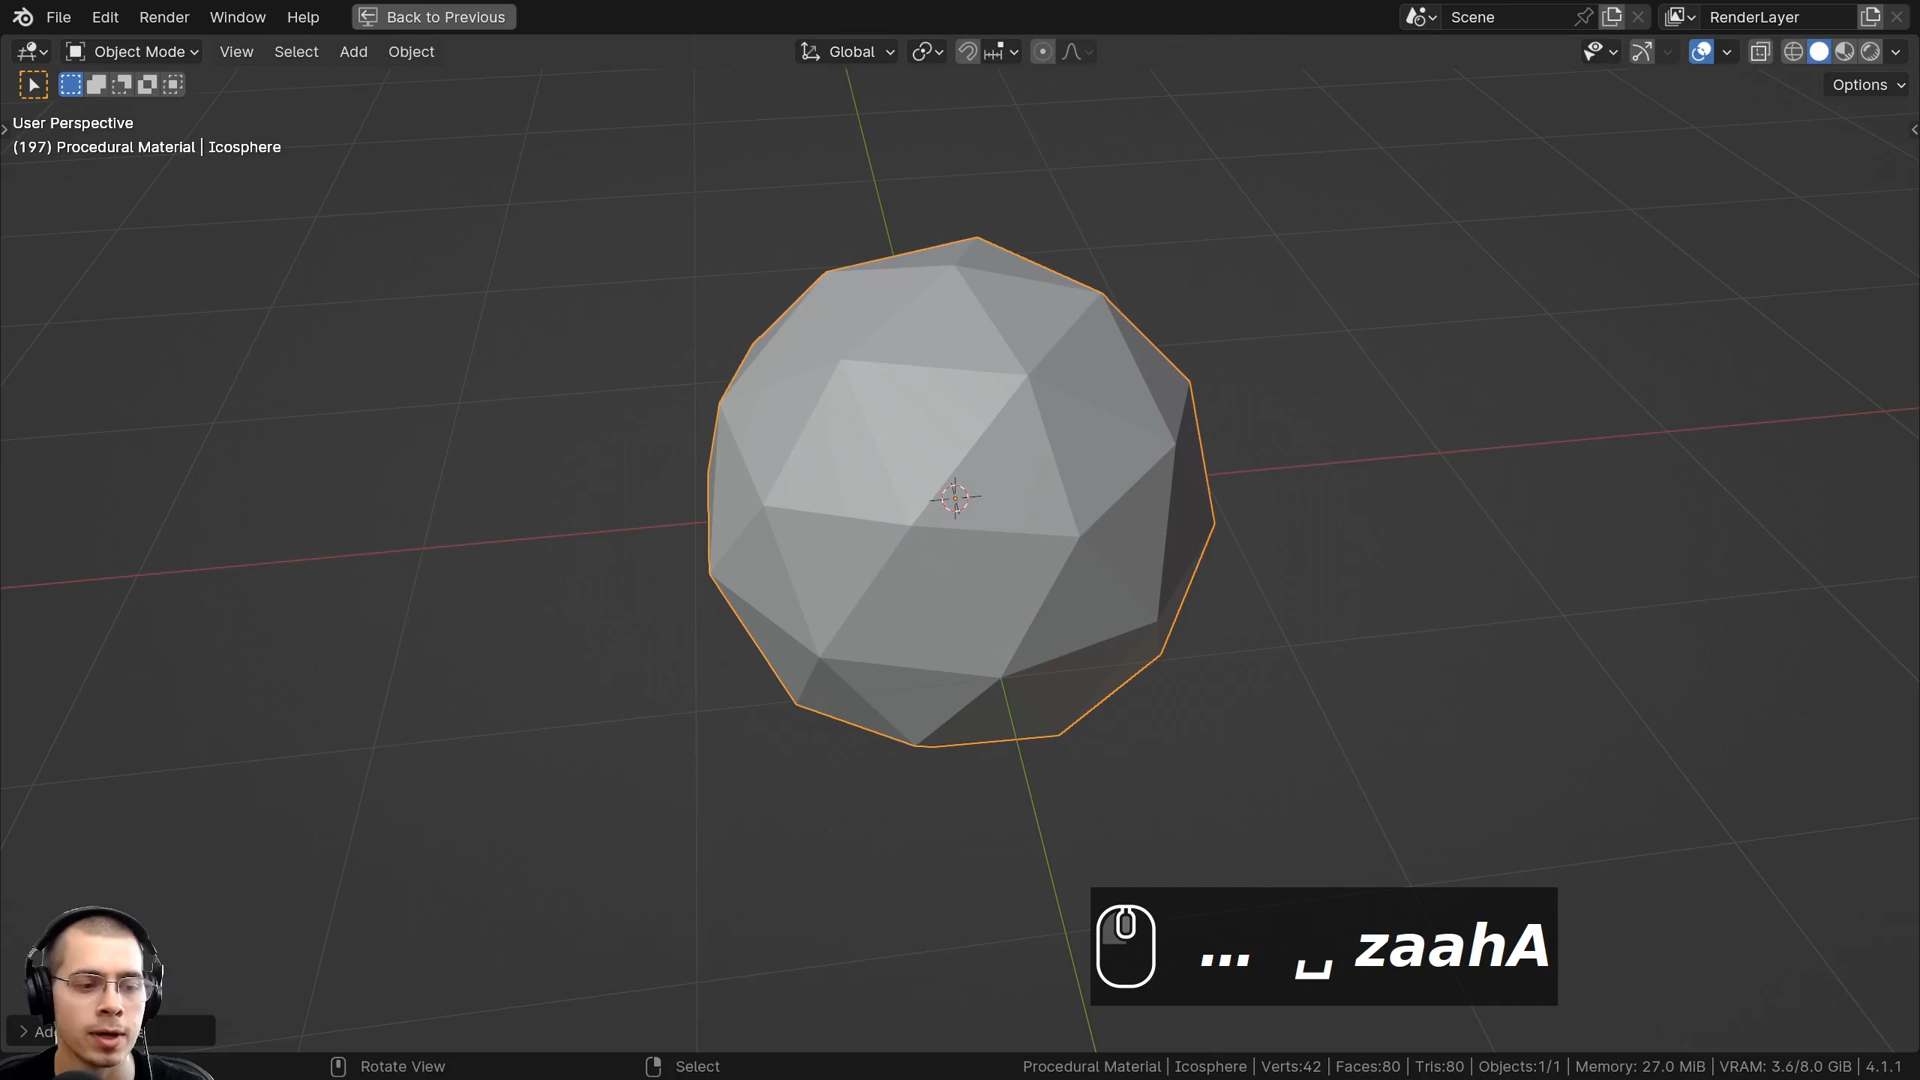 File Edit Render Window Help Back to Previous Scene RenderLayer
Object Mode View Select Add Object Global
Options
User Perspective
(197) Procedural Material | Icosphere
... ␣ zaahA
Rotate View Select Procedural Material | Icosphere | Verts:42 | Faces:80 | Tris:80 | Objects:1/1 | Memory: 27.0 MiB | VRAM: 3.6/8.0 GiB | 4.1.1